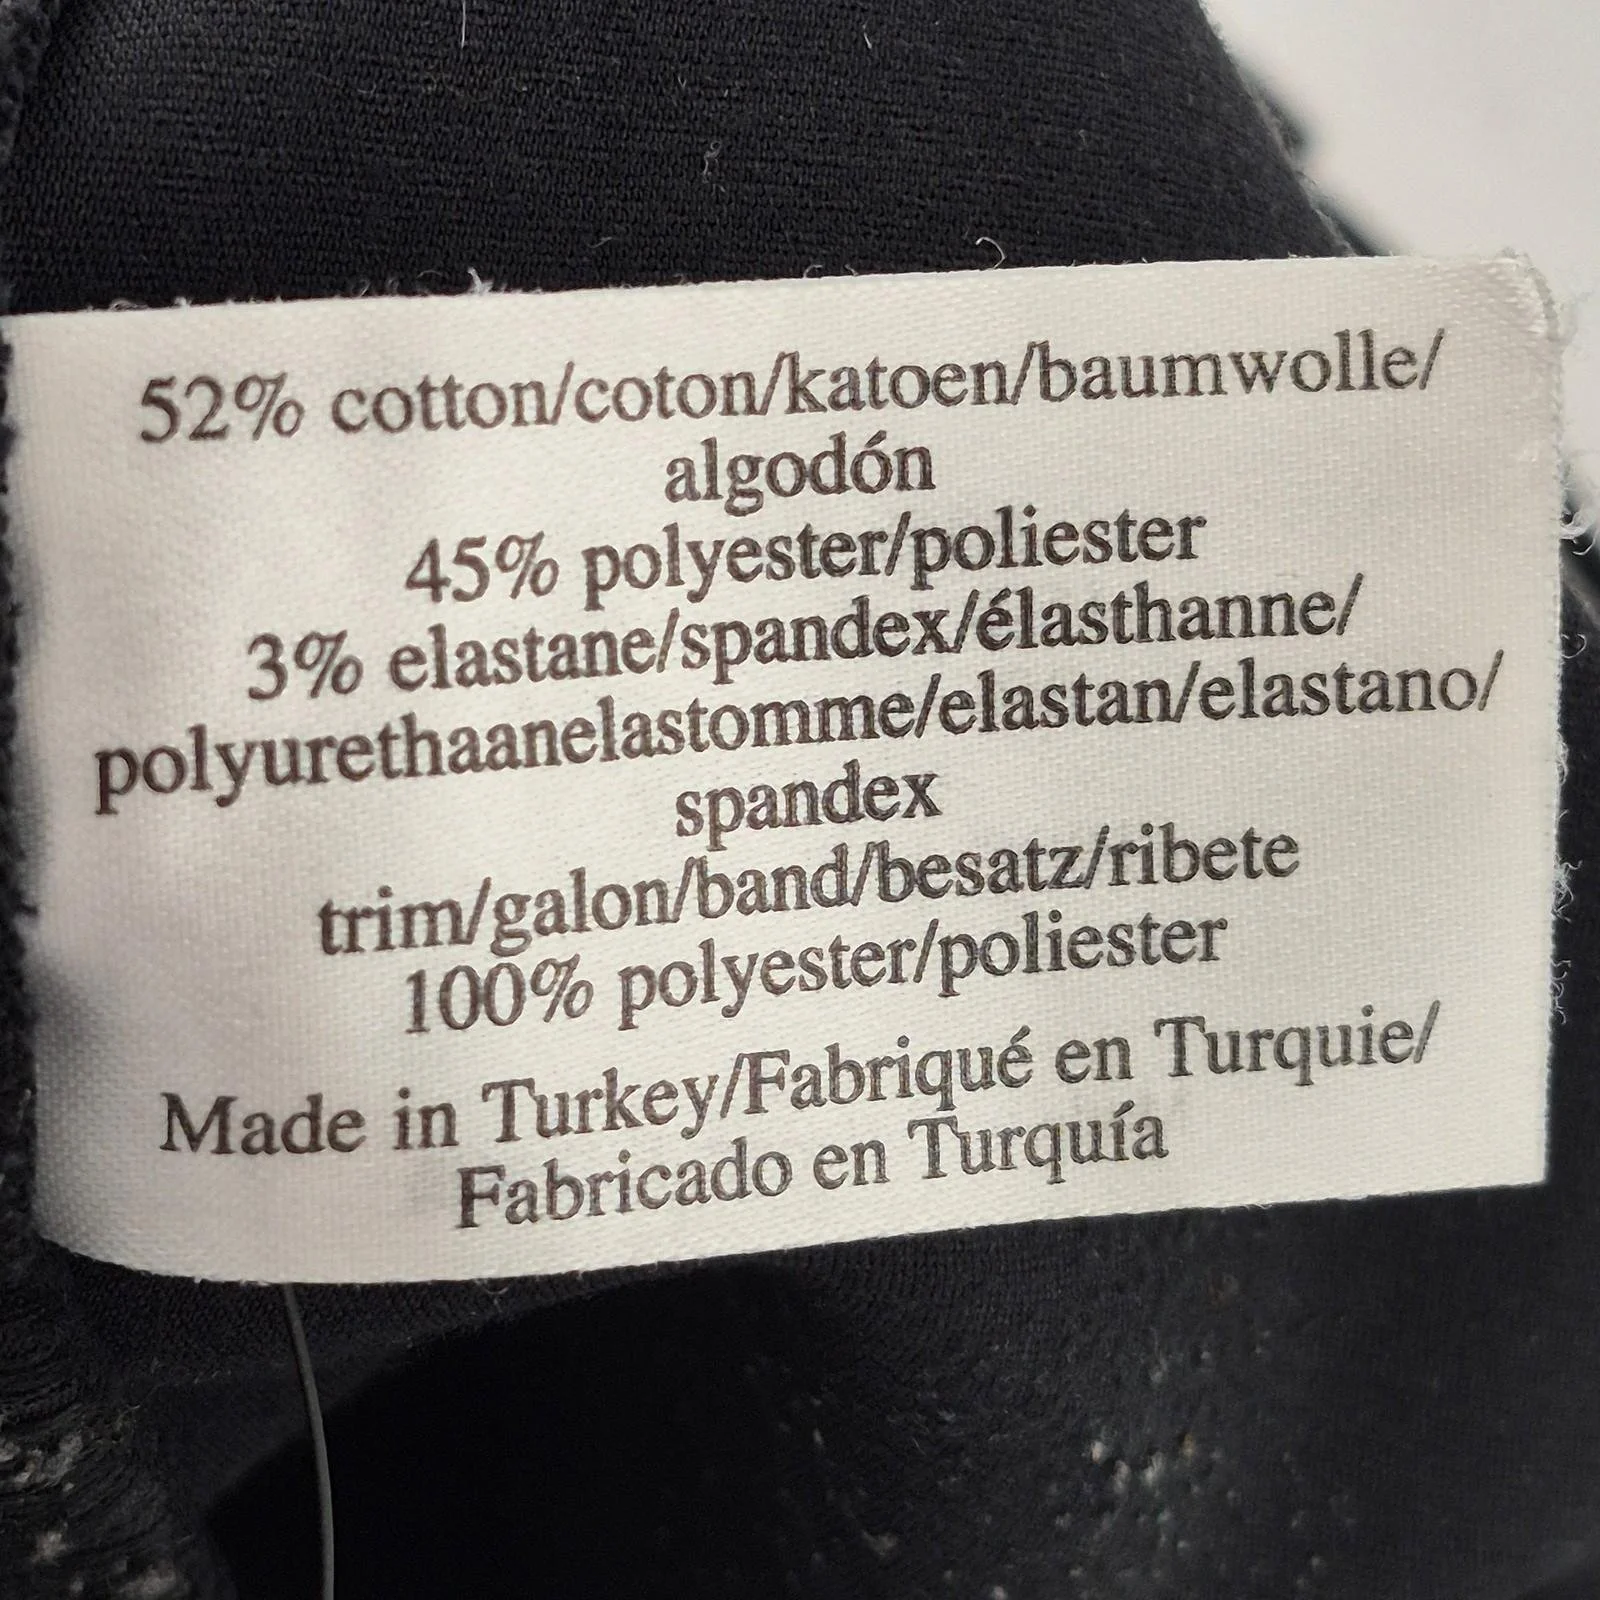 52% cotton/coton/katoen/baumwolle/
algodón
45% polyester/poliester
3% elastane/spandex/élasthanne/
polyurethaanelastomme/elastan/elastano/
spandex
trim/galon/band/besatz/ribete
100% polyester/poliester
Made in Turkey/Fabriqué en Turquie/
Fabricado en Turquía